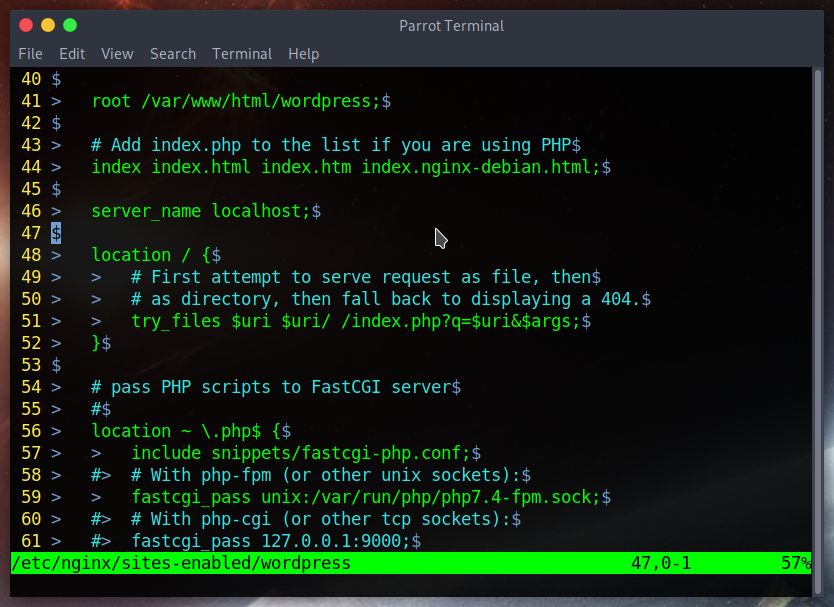 Parrot Terminal
File Edit View Search Terminal Help
40 $
41 > root /var/www/html/wordpress;$
42 $
43 > # Add index.php to the list if you are using PHP$
44 > index index.html index.htm index.nginx-debian.html;$
45 $
46 > server_name localhost;$
47 $
48 > location / {$
49 > > # First attempt to serve request as file, then$
50 > > # as directory, then fall back to displaying a 404.$
51 > > try_files $uri $uri/ /index.php?q=$uri&$args;$
52 > }$
53 $
54 > # pass PHP scripts to FastCGI server$
55 > #$
56 > location ~ \.php$ {$
57 > > include snippets/fastcgi-php.conf;$
58 > #> # With php-fpm (or other unix sockets):$
59 > > fastcgi_pass unix:/var/run/php/php7.4-fpm.sock;$
60 > #> # With php-cgi (or other tcp sockets):$
61 > #> fastcgi_pass 127.0.0.1:9000;$
/etc/nginx/sites-enabled/wordpress 47,0-1 57%